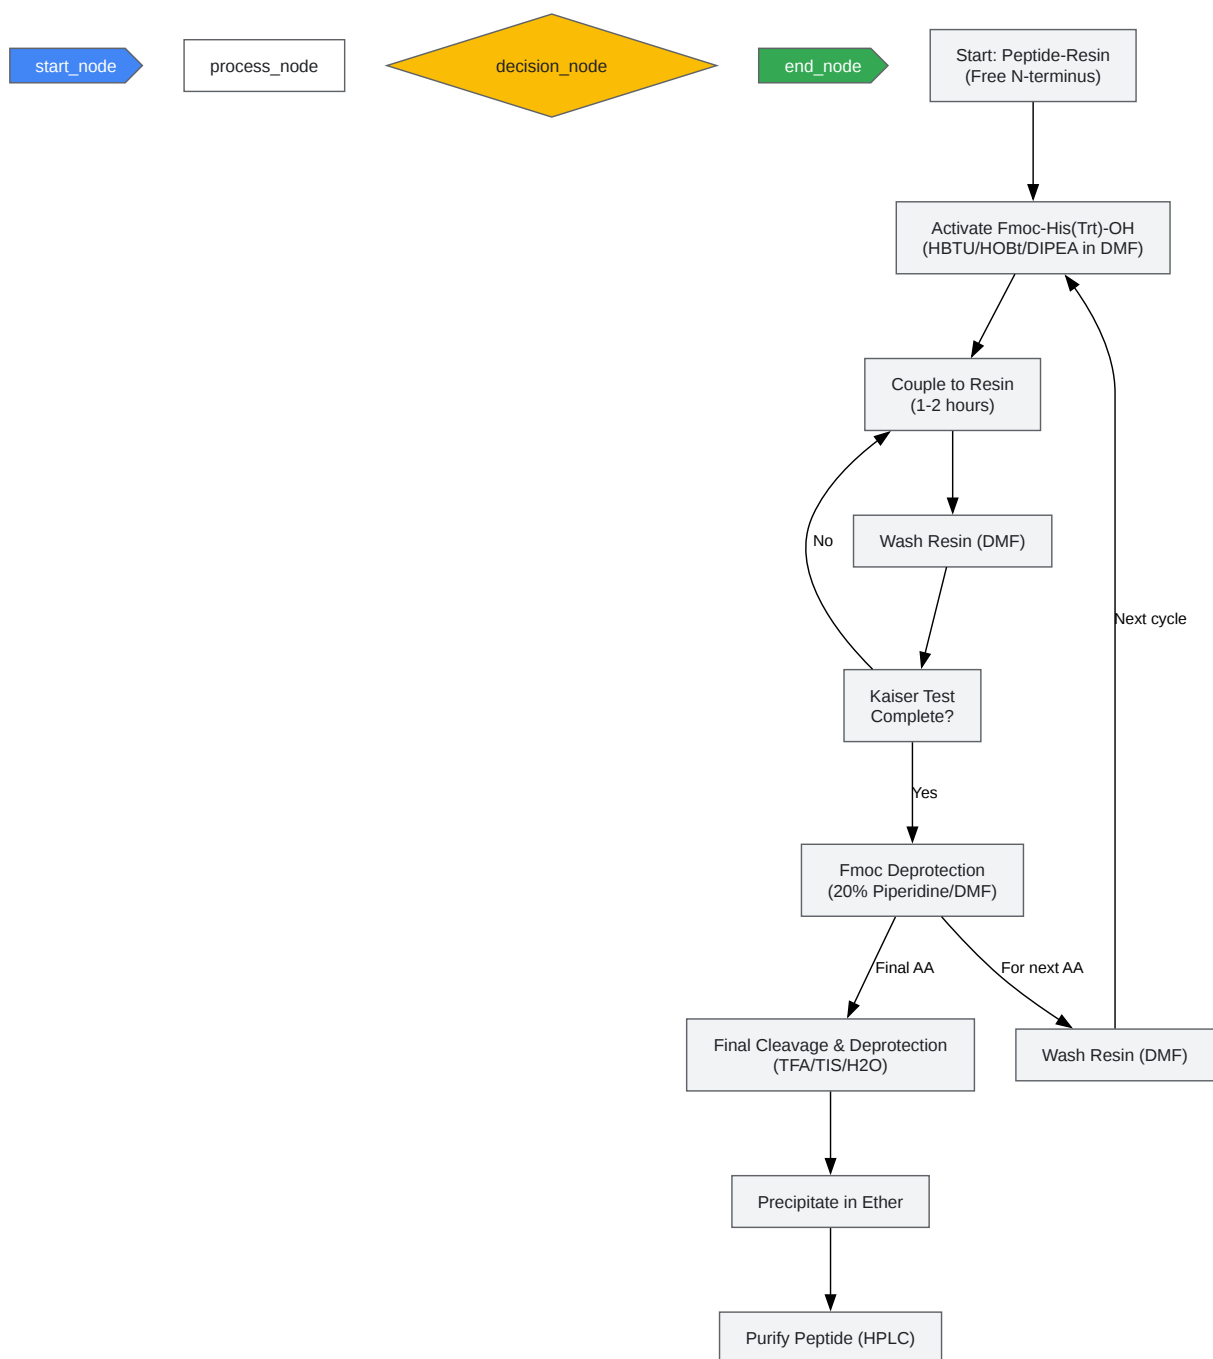 start_node
process_node
decision_node
end_node
Start: Peptide-Resin
(Free N-terminus)
Activate Fmoc-His(Trt)-OH
(HBTU/HOBt/DIPEA in DMF)
Couple to Resin
(1-2 hours)
No
Wash Resin (DMF)
Next cycle
Kaiser Test
Complete?
Yes
Fmoc Deprotection
(20% Piperidine/DMF)
Final AA
For next AA
Final Cleavage & Deprotection
(TFA/TIS/H2O)
Wash Resin (DMF)
Precipitate in Ether
Purify Peptide (HPLC)